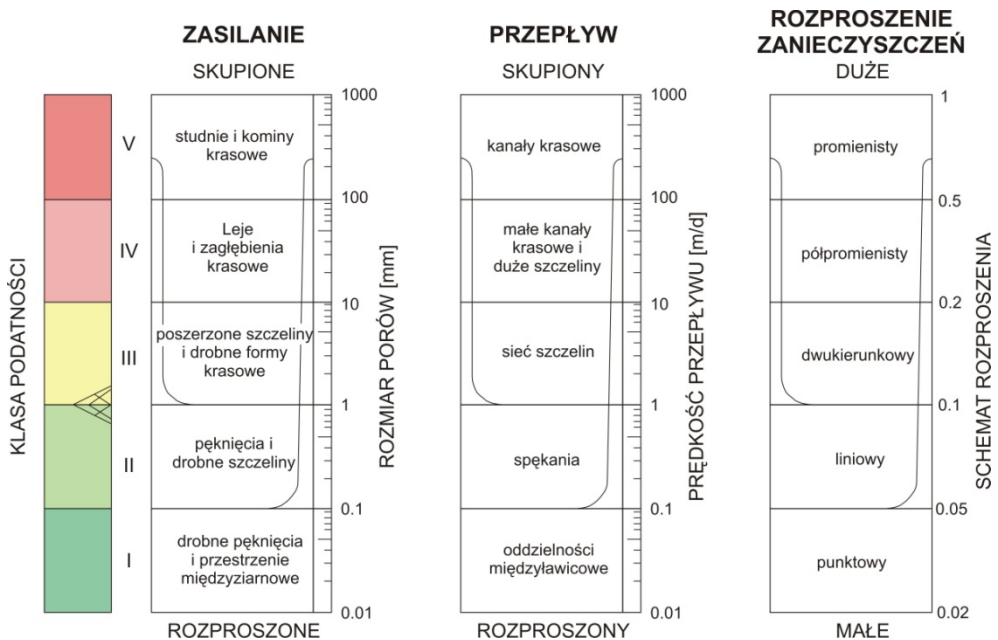 KLASA PODATNOŚCI
V
IV
III
II
I
ZASILANIE
SKUPIONE
studnie i kominy
krasowe
Leje
i zagłębienia
krasowe
poszerzone szczeliny
i drobne formy
krasowe
pęknięcia i
drobne szczeliny
drobne pęknięcia
i przestrzenie
międzyziarnowe
ROZPROSZONE
1000
100
10
1
0.1
0.01
ROZMIAR PORÓW [mm]
PRZEPŁYW
SKUPIONY
kanały krasowe
małe kanały
krasowe i
duże szczeliny
sieć szczelin
spękania
oddzielności
międzyławicowe
ROZPROSZONY
1000
100
10
1
0.1
0.01
PRĘDKOŚĆ PRZEPŁYWU [m/d]
ROZPROSZENIE
ZANIECZYSZCZEŃ
DUŻE
promienisty
półpromienisty
dwukierunkowy
liniowy
punktowy
MAŁE
1
0.5
0.2
0.1
0.05
0.02
SCHEMAT ROZPROSZENIA